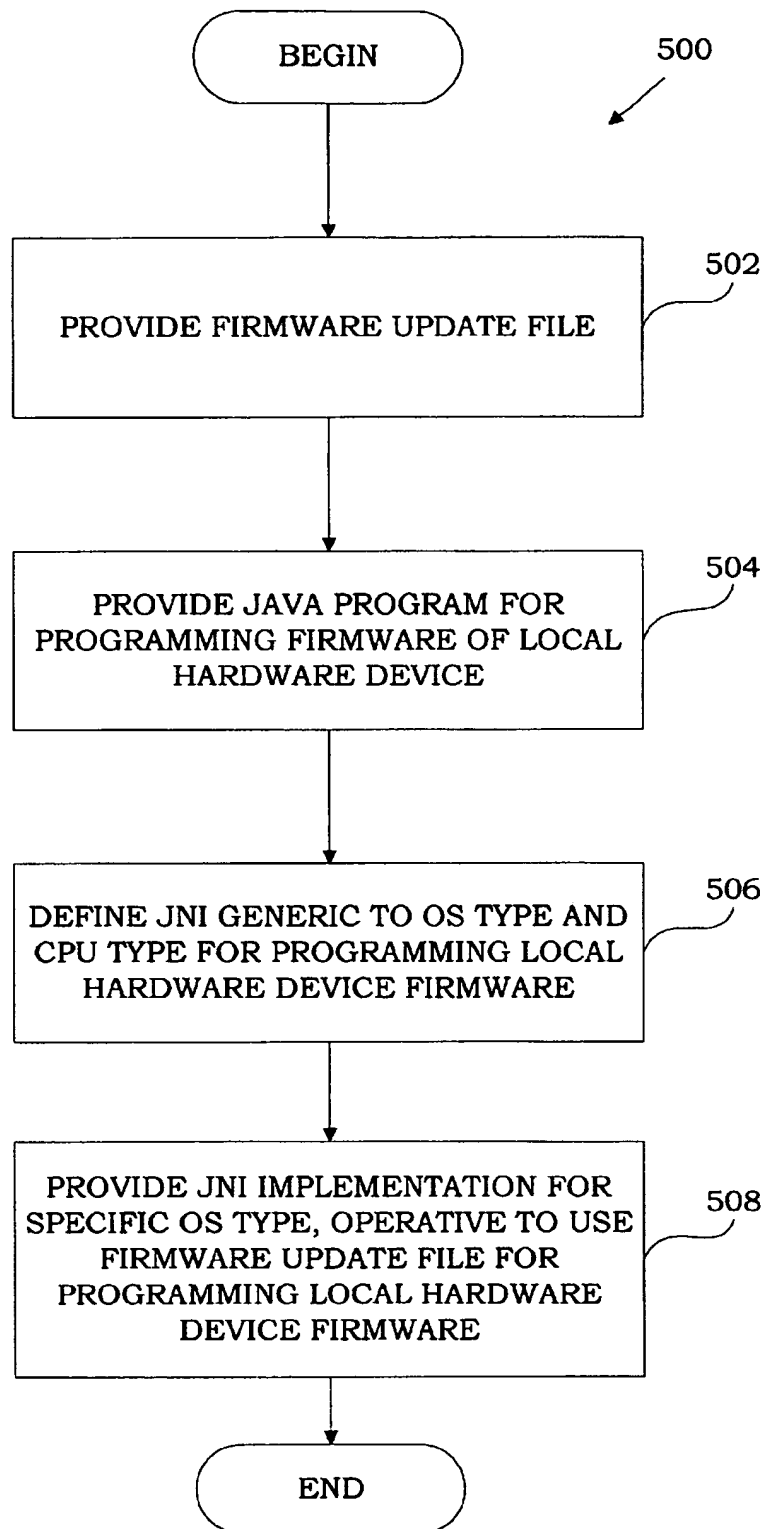 BEGIN
500
502
PROVIDE FIRMWARE UPDATE FILE
504
PROVIDE JAVA PROGRAM FOR
PROGRAMMING FIRMWARE OF LOCAL
HARDWARE DEVICE
506
DEFINE JNI GENERIC TO OS TYPE AND
CPU TYPE FOR PROGRAMMING LOCAL
HARDWARE DEVICE FIRMWARE
508
PROVIDE JNI IMPLEMENTATION FOR
SPECIFIC OS TYPE, OPERATIVE TO USE
FIRMWARE UPDATE FILE FOR
PROGRAMMING LOCAL HARDWARE
DEVICE FIRMWARE
END